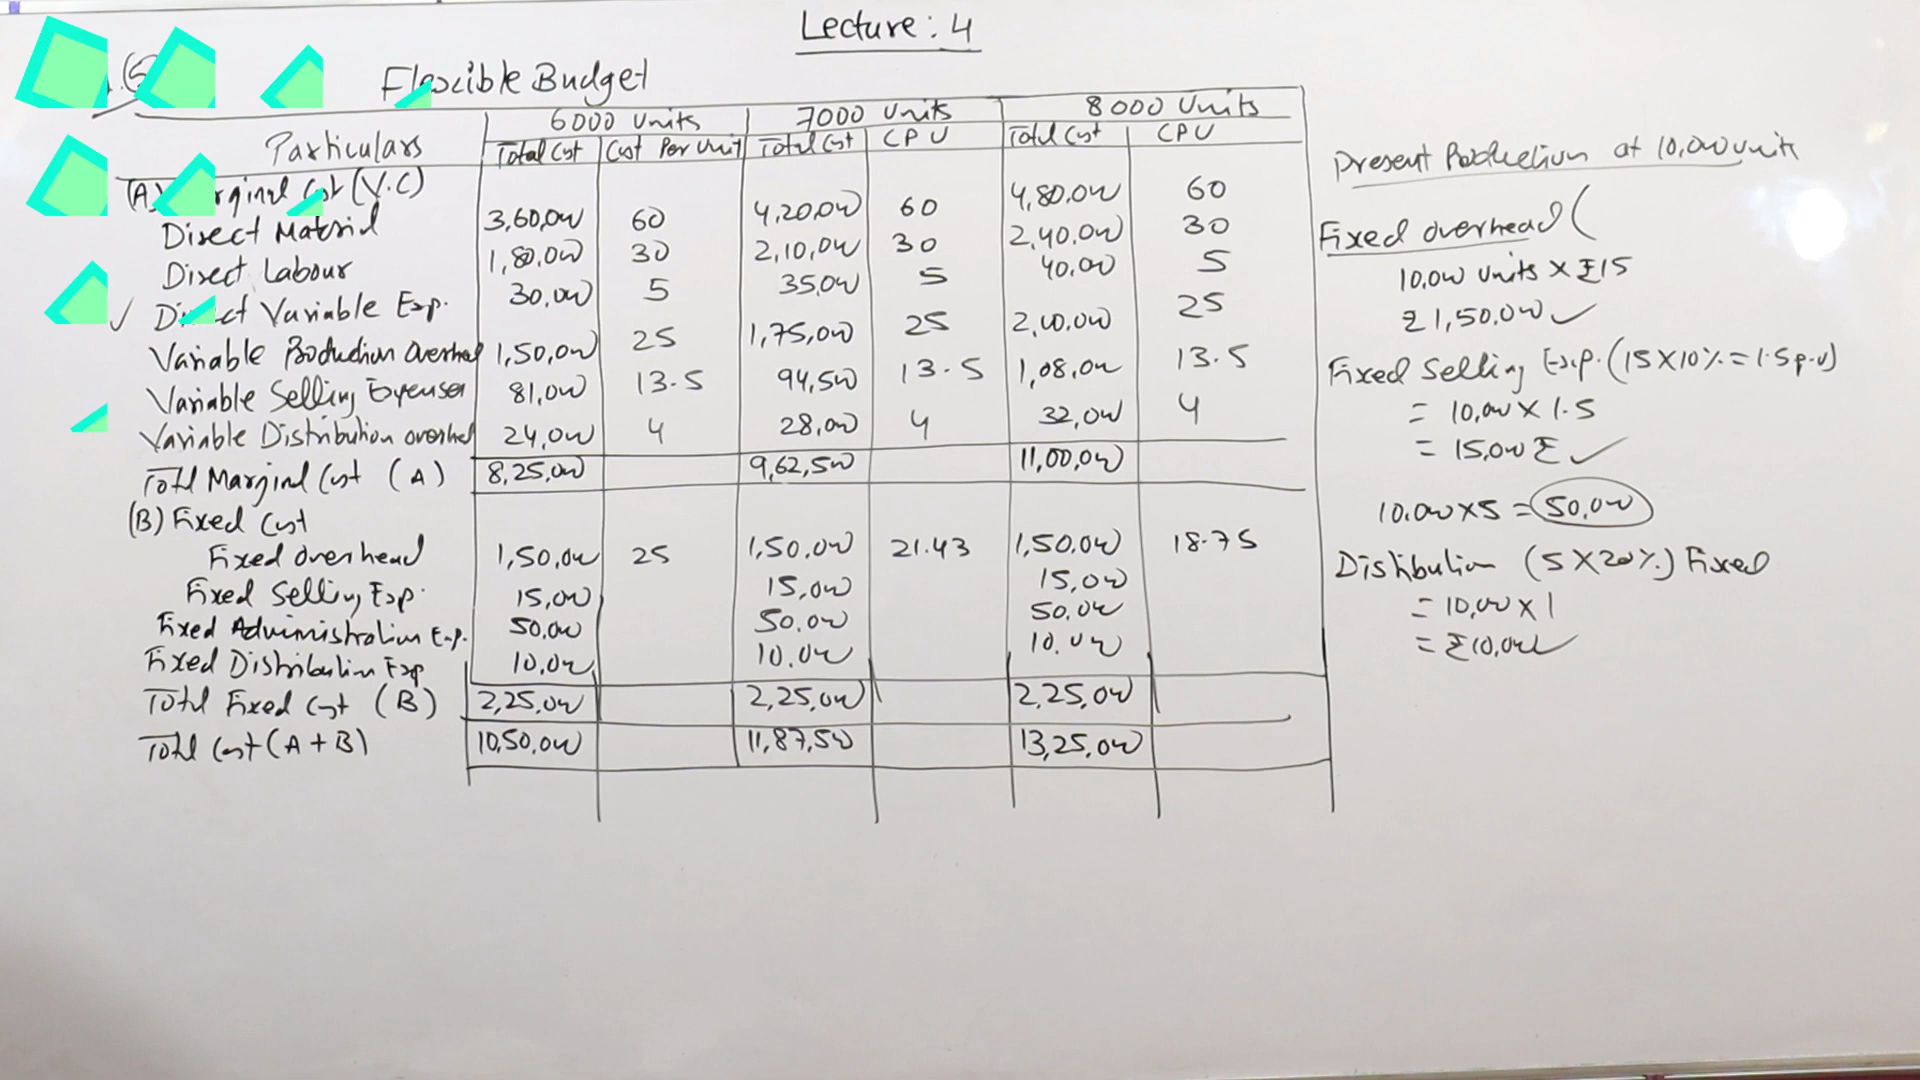 Lecture: 4
Flexible Budget
Particulars | 6000 Units | 7000 Units | 8000 Units
Total Cost | Cost Per Unit | Total Cost | CPU | Total Cost | CPU
(A) Cost (V.C)
Direct Material 3,60,000 60 4,20,000 60 4,80,000 60
Direct Labour 1,80,000 30 2,10,000 30 2,40,000 30
✓ Direct Variable Exp. 30,000 5 35,000 5 40,000 5
Variable Production Overhead 1,50,000 25 1,75,000 25 2,00,000 25
Variable Selling Expenses 81,000 13.5 94,500 13.5 1,08,000 13.5
Variable Distribution overhead 24,000 4 28,000 4 32,000 4
Total Marginal Cost (A) 8,25,000 9,62,500 11,00,000
(B) Fixed Cost
Fixed overhead 1,50,000 25 1,50,000 21.43 1,50,000 18.75
Fixed Selling Exp. 15,000 15,000 15,000
Fixed Administration Exp. 50,000 50,000 50,000
Fixed Distribution Exp 10,000 10,000 10,000
Total Fixed Cost (B) 2,25,000 2,25,000 2,25,000
Total Cost (A+B) 10,50,000 11,87,500 13,25,000
Present Production at 10,000 units
Fixed overhead (
10,000 units × ₹15
₹1,50,000 ✓
Fixed Selling Exp. (15×10% = 1.5 p.u)
= 10,000 × 1.5
= 15,000 ₹ ✓
10,000×5 = 50,000
Distribution (5×20%) Fixed
= 10,000 × 1
= ₹10,000 ✓